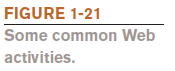 FIGURE 1-21
Some common Web
activities.